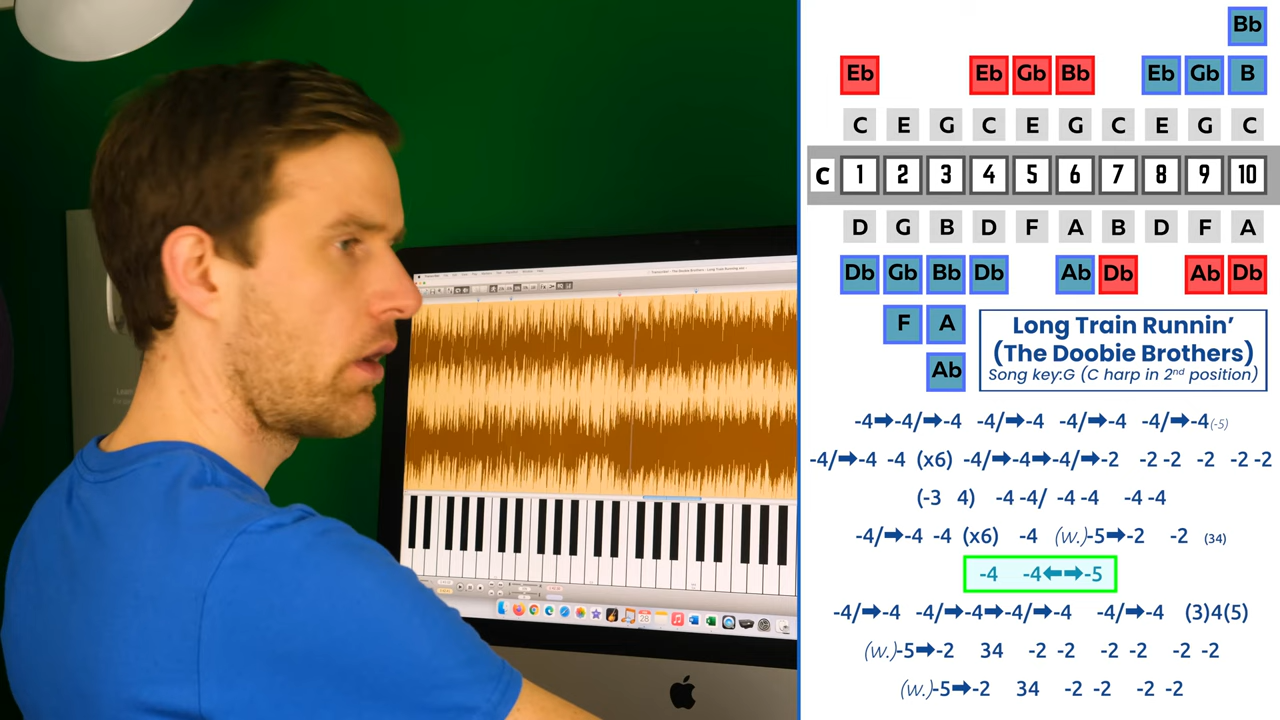 Bb
Eb Eb Gb Bb Eb Gb B
C E G C E G C E G C
C 1 2 3 4 5 6 7 8 9 10
D G B D F A B D F A
Db Gb Bb Db Ab Db Ab Db
F A
Ab
Long Train Runnin’
(The Doobie Brothers)
Song key:G (C harp in 2nd position)
-4➡-4/➡-4 -4/➡-4 -4/➡-4 -4/➡-4(-5)
-4/➡-4 -4 (x6) -4/➡-4➡-4/➡-2 -2 -2 -2 -2 -2
(-3 4) -4 -4/ -4 -4 -4 -4
-4/➡-4 -4 (x6) -4 (w.)-5➡-2 -2 (34)
-4 -4⬅➡-5
-4/➡-4 -4/➡-4➡-4/➡-4 -4/➡-4 (3)4(5)
(w.)-5➡-2 34 -2 -2 -2 -2 -2 -2
(w.)-5➡-2 34 -2 -2 -2 -2